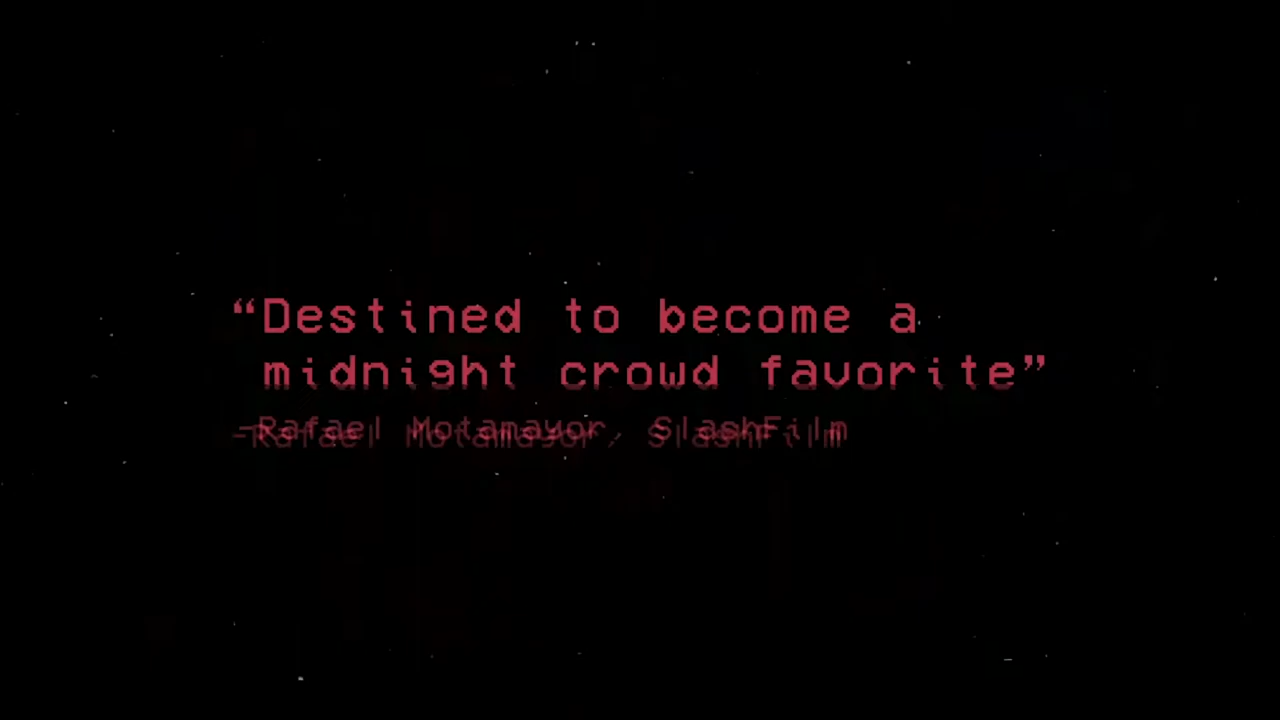 “Destined to become a
midnight crowd favorite”
-Rafael Motamayor, SlashFilm